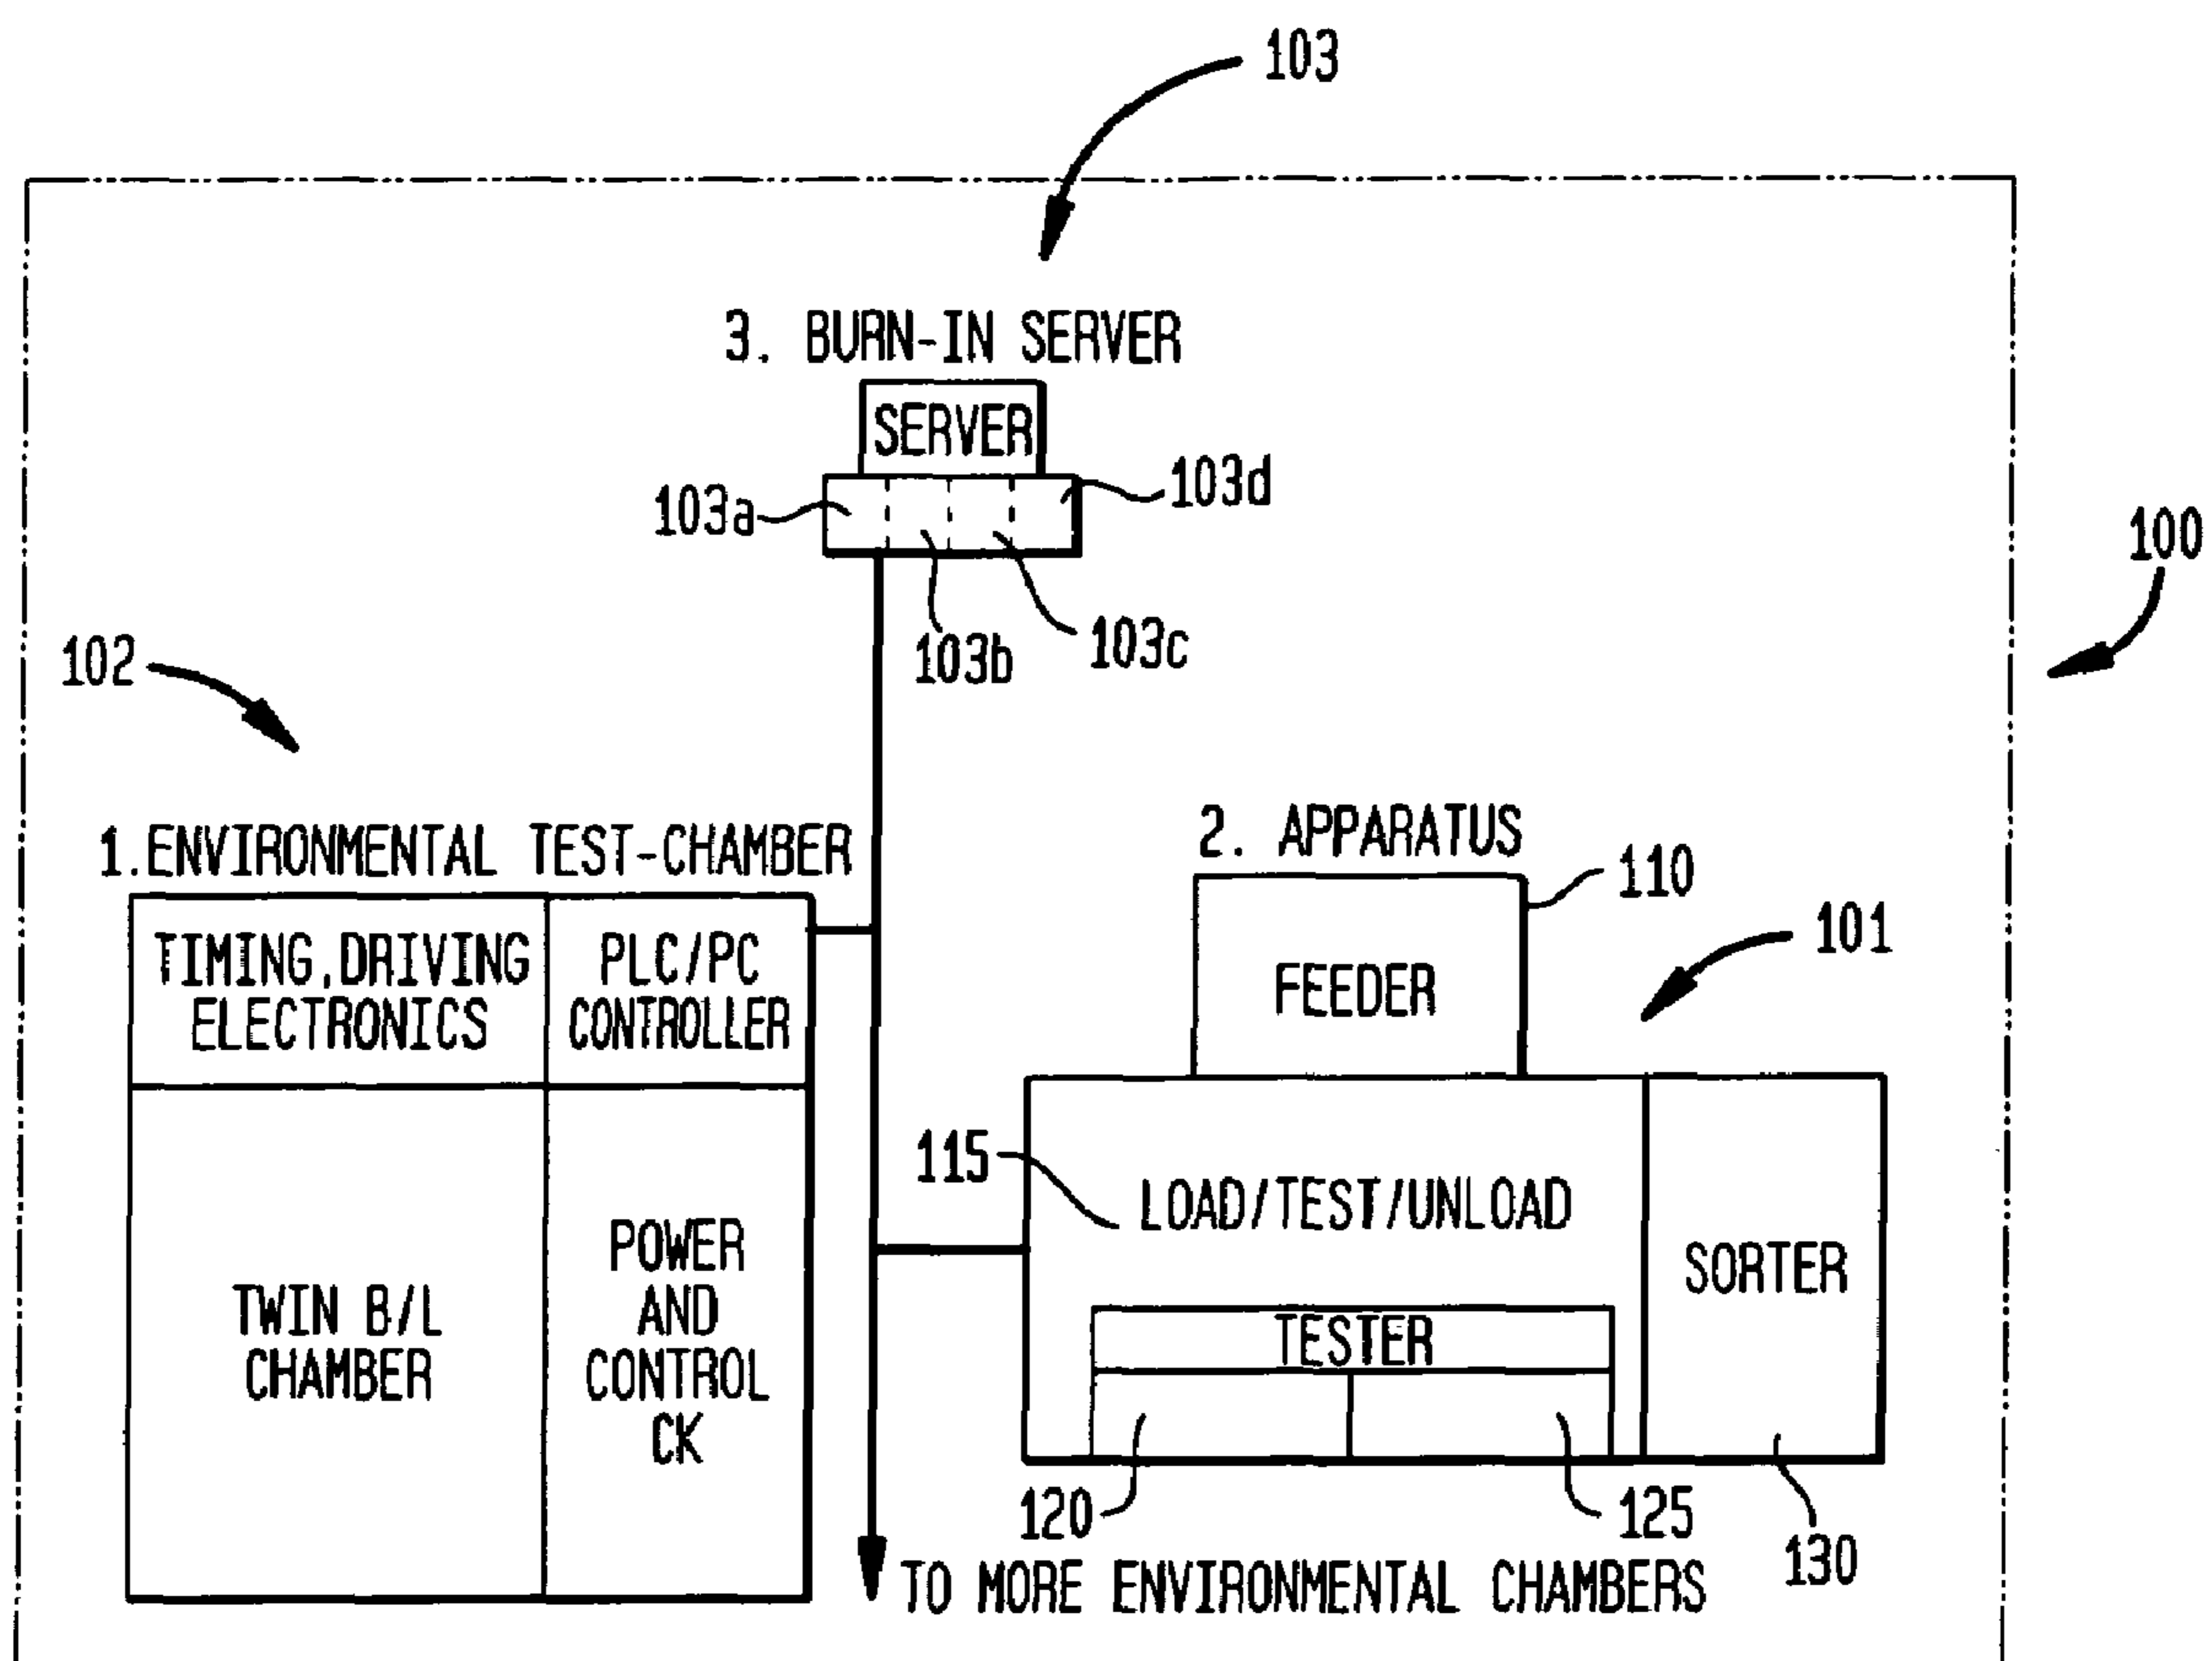 103
3. BURN-IN SERVER
SERVER
103a
103d
103b
103c
100
102
1.ENVIRONMENTAL TEST-CHAMBER
TIMING,DRIVING
ELECTRONICS
PLC/PC
CONTROLLER
TWIN B/L
CHAMBER
POWER
AND
CONTROL
CK
2. APPARATUS
110
101
FEEDER
115
LOAD/TEST/UNLOAD
SORTER
TESTER
120
125
130
TO MORE ENVIRONMENTAL CHAMBERS